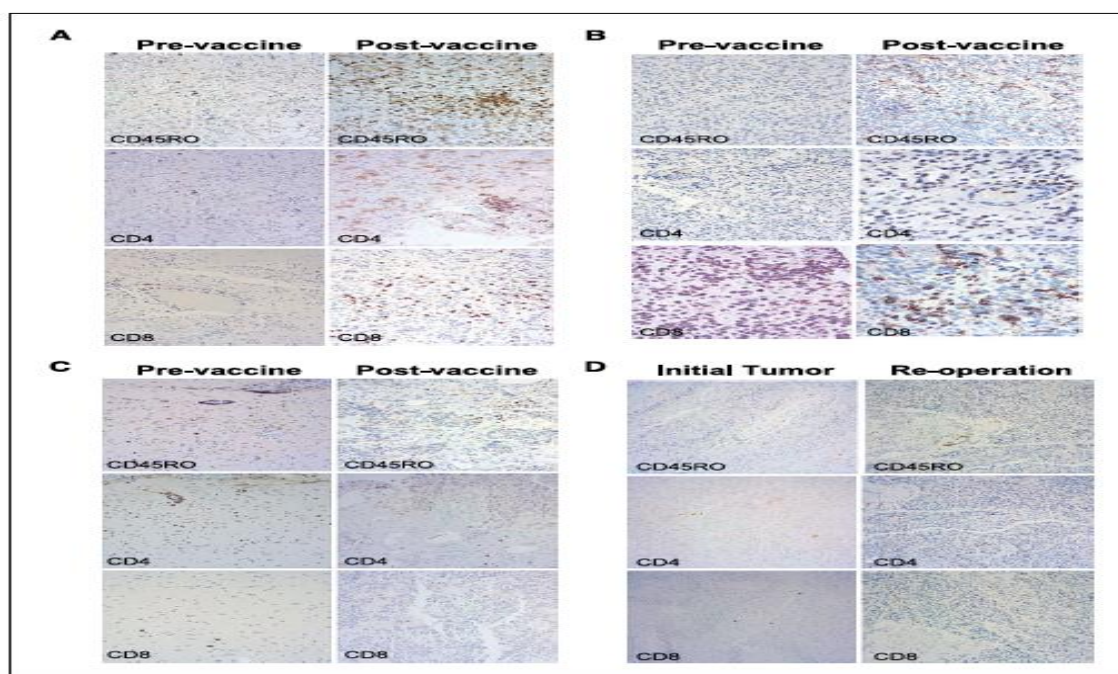 A
Pre-vaccine Post-vaccine
CD45RO CD45RO
CD4 CD4
CD8 CD8
B
Pre-vaccine Post-vaccine
CD45RO CD45RO
CD4 CD4
CD8 CD8
C
Pre-vaccine Post-vaccine
CD45RO CD45RO
CD4 CD4
CD8 CD8
D
Initial Tumor Re-operation
CD45RO CD45RO
CD4 CD4
CD8 CD8